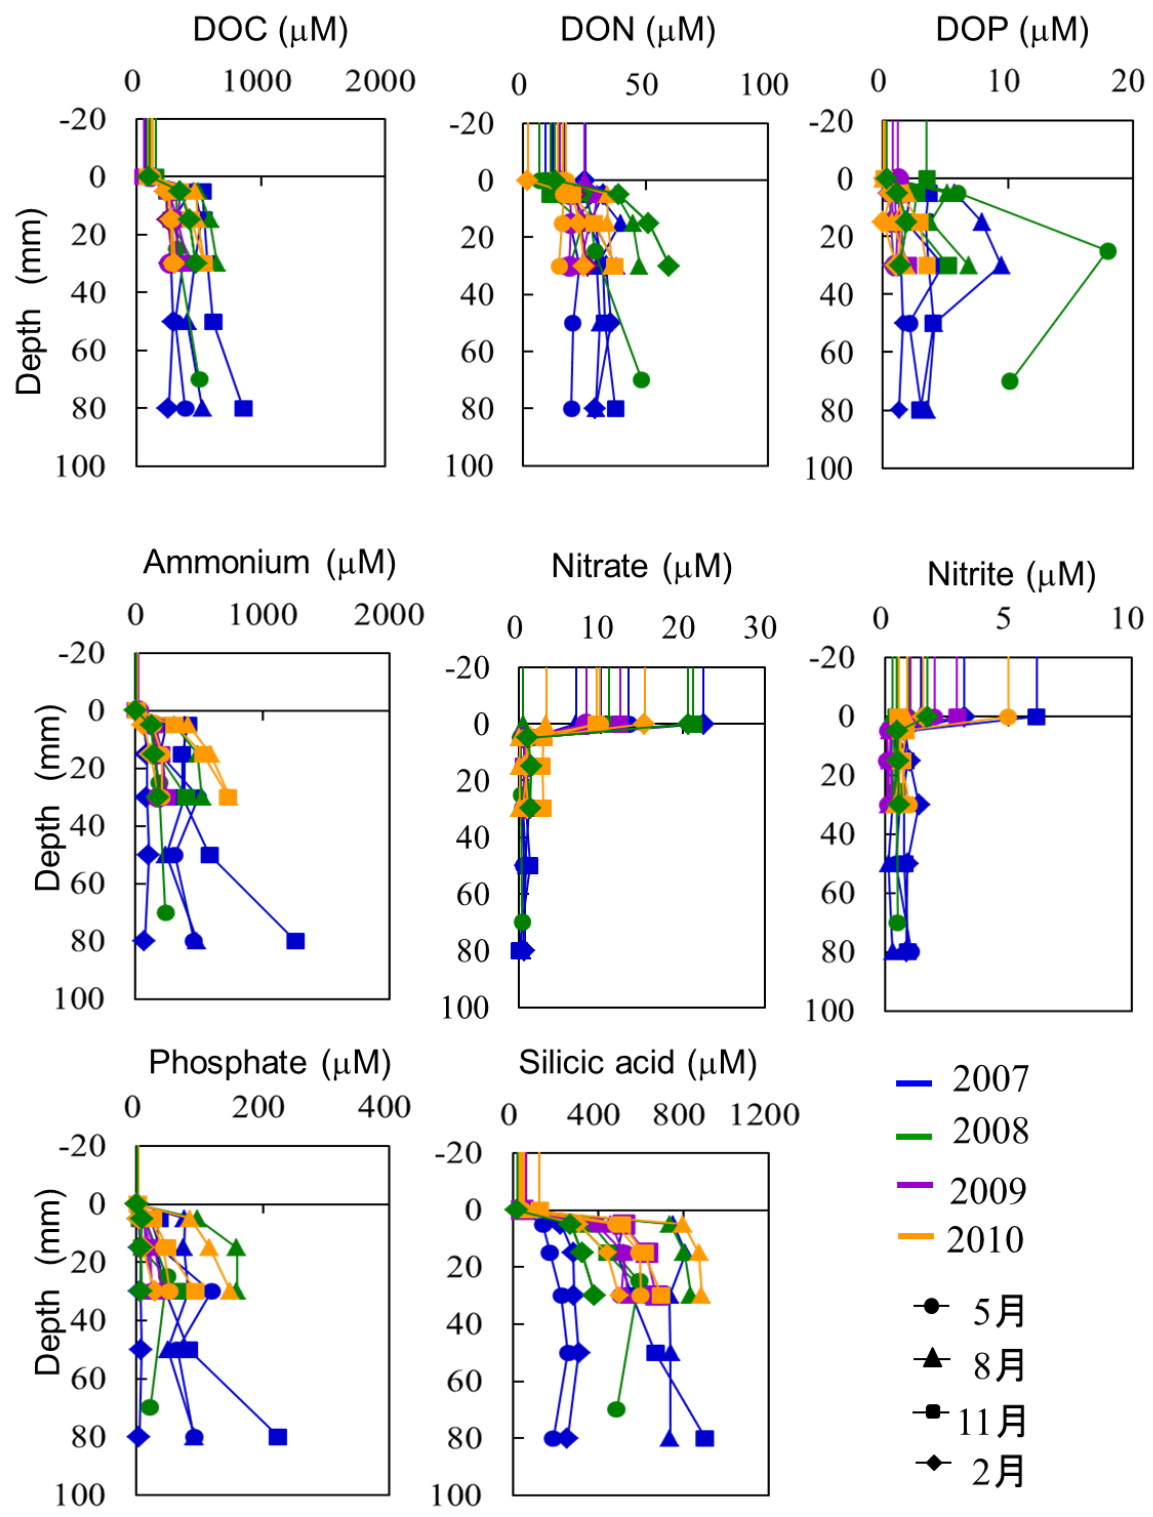 DOC (μM) DON (μM) DOP (μM)
0 1000 2000 0 50 100 0 10 20
-20 -20 -20
0 0 0
20 20 20
40 40 40
60 60 60
80 80 80
100 100 100
Depth (mm)
Ammonium (μM) Nitrate (μM) Nitrite (μM)
0 1000 2000 0 10 20 30 0 5 10
-20 -20 -20
0 0 0
20 20 20
40 40 40
60 60 60
80 80 80
100 100 100
Depth (mm) Depth (mm)
Phosphate (μM) Silicic acid (μM)
0 200 400 0 400 800 1200
-20 -20
0 0
20 20
40 40
60 60
80 80
100 100
Depth (mm)
2007
2008
2009
2010
5月
8月
11月
2月